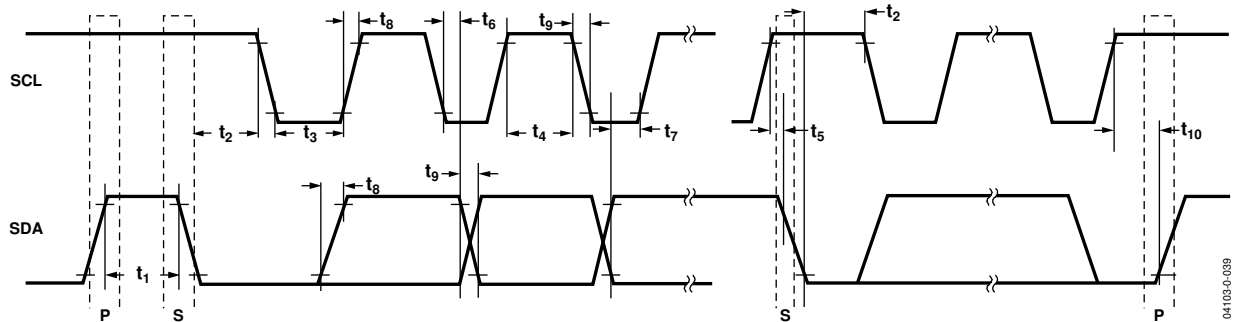 t8 t6 t9 t2
SCL
t2 t3 t4 t7 t5 t10
t9
t8
SDA
t1
P S S P
04103-0-039